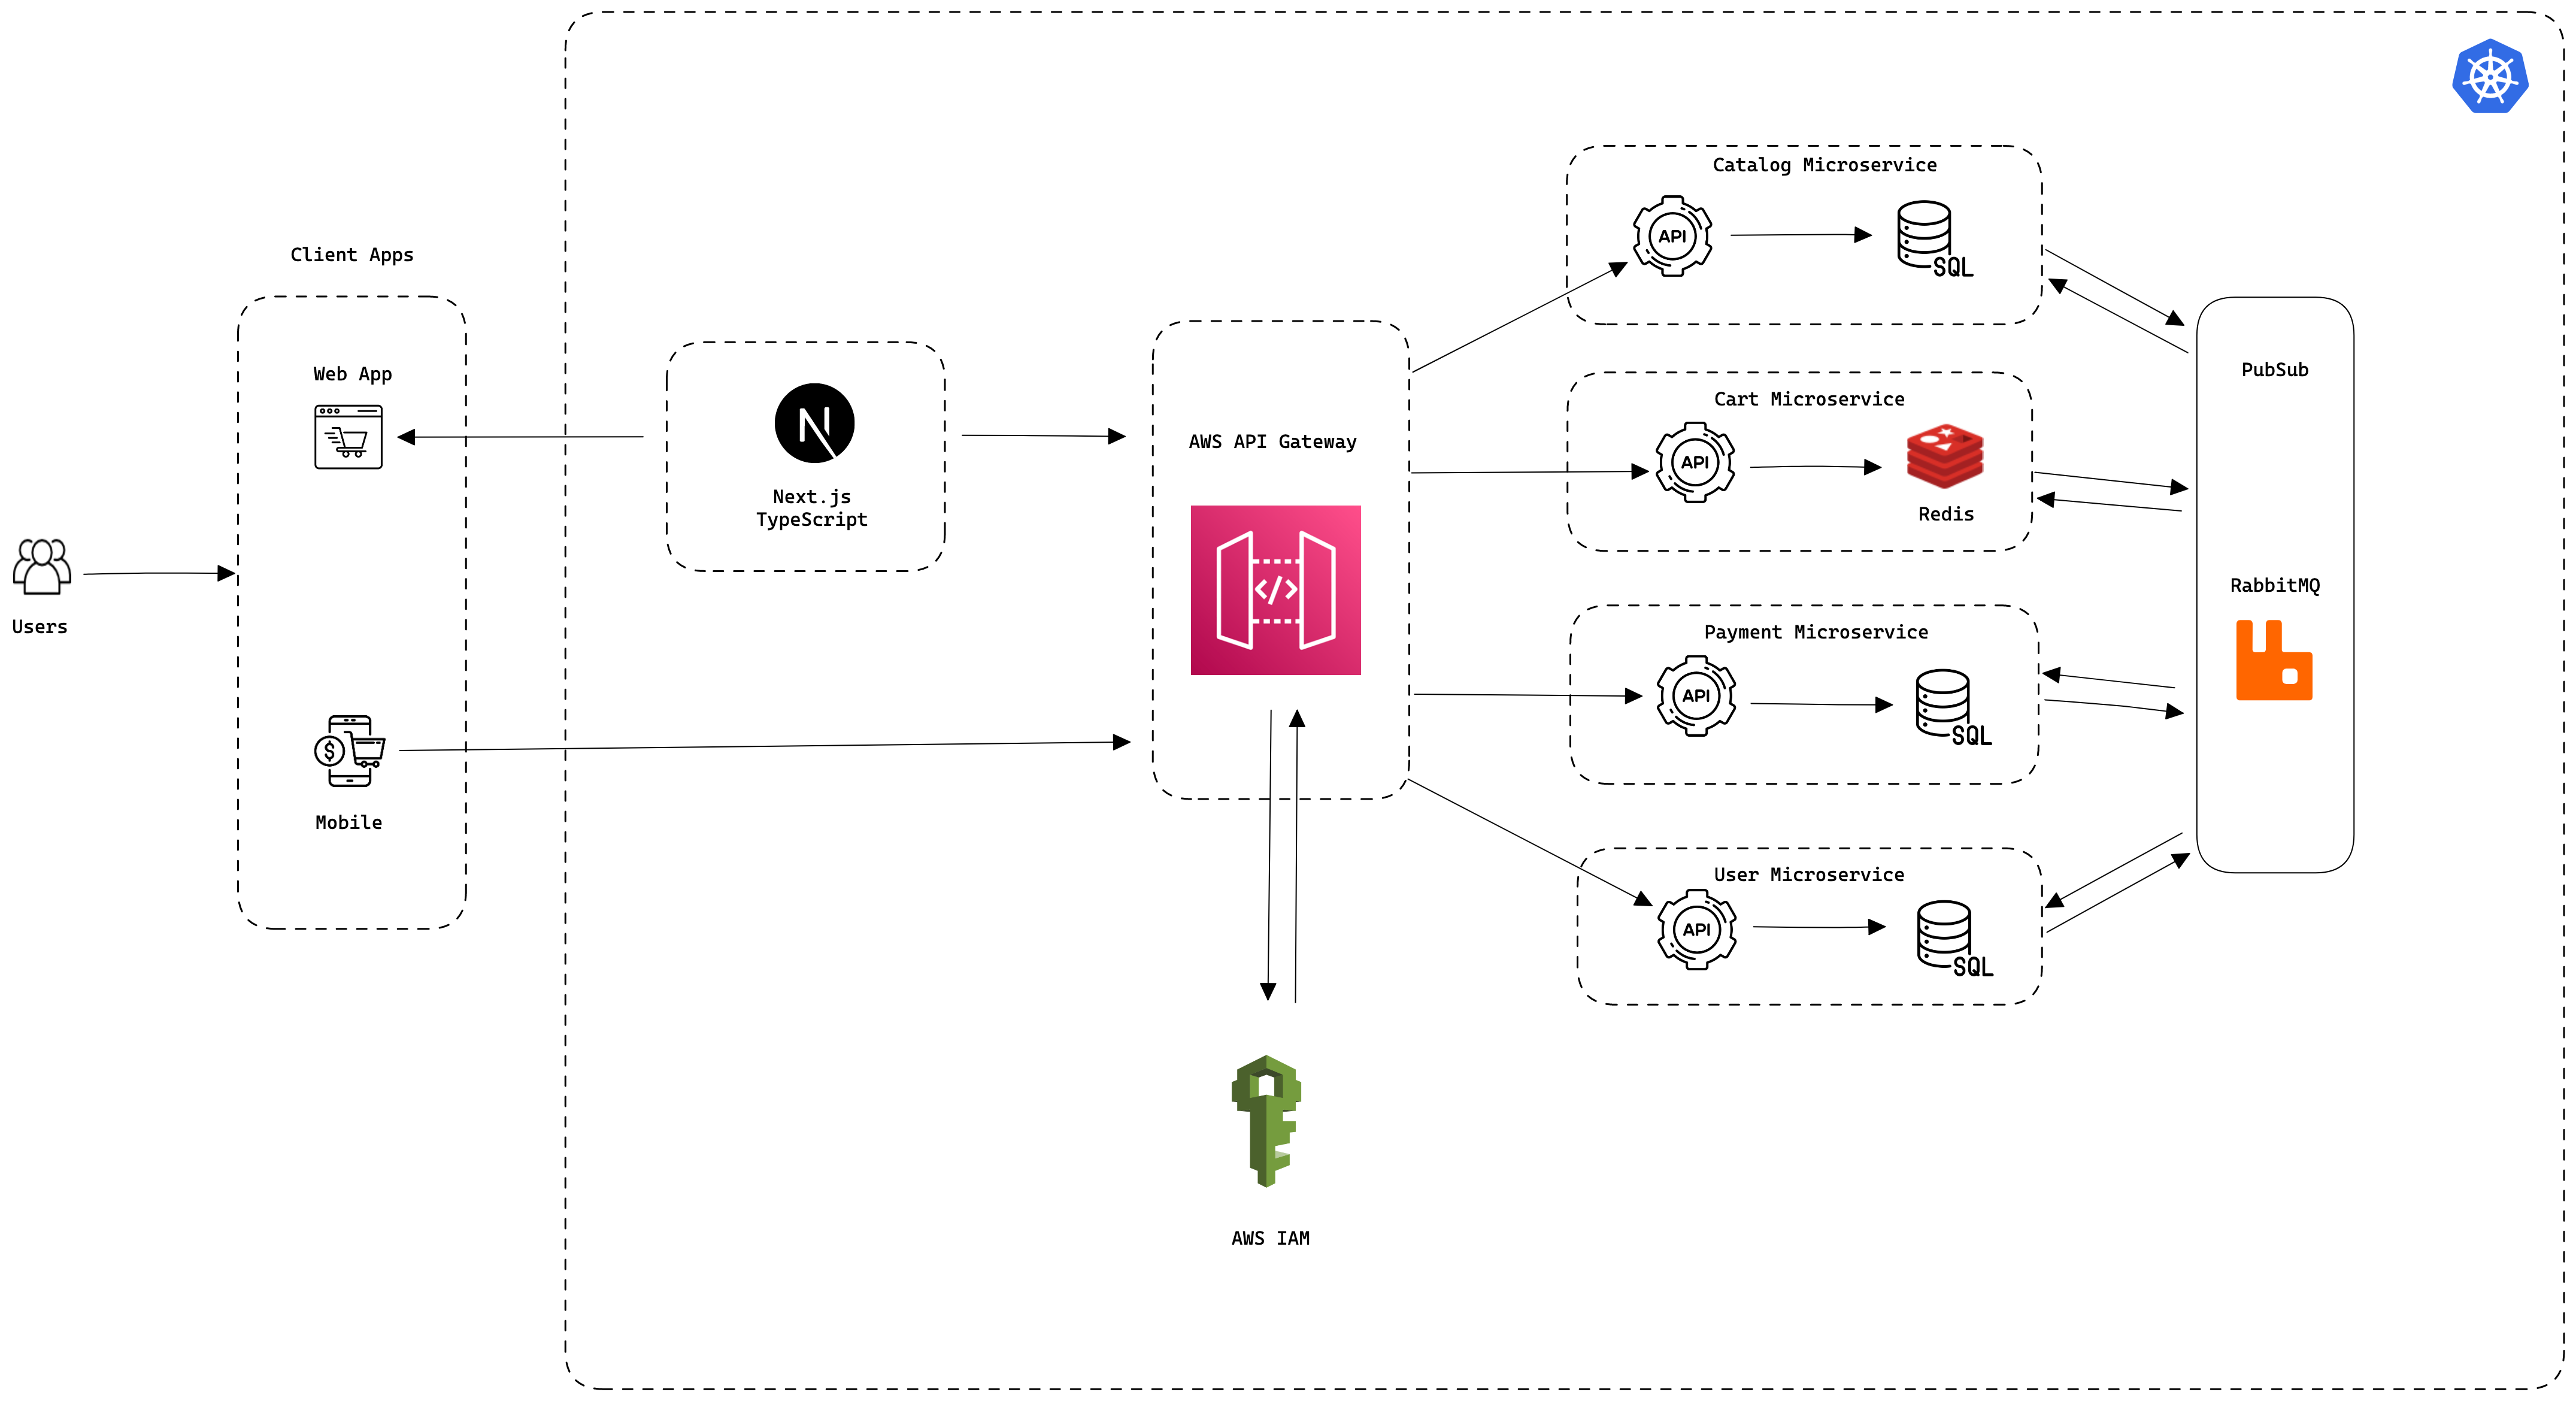 Users
Client Apps
Web App
Mobile
Next.js
TypeScript
AWS API Gateway
</>
AWS IAM
Catalog Microservice
API
SQL
Cart Microservice
API
Redis
Payment Microservice
API
SQL
User Microservice
API
SQL
PubSub
RabbitMQ
N
$